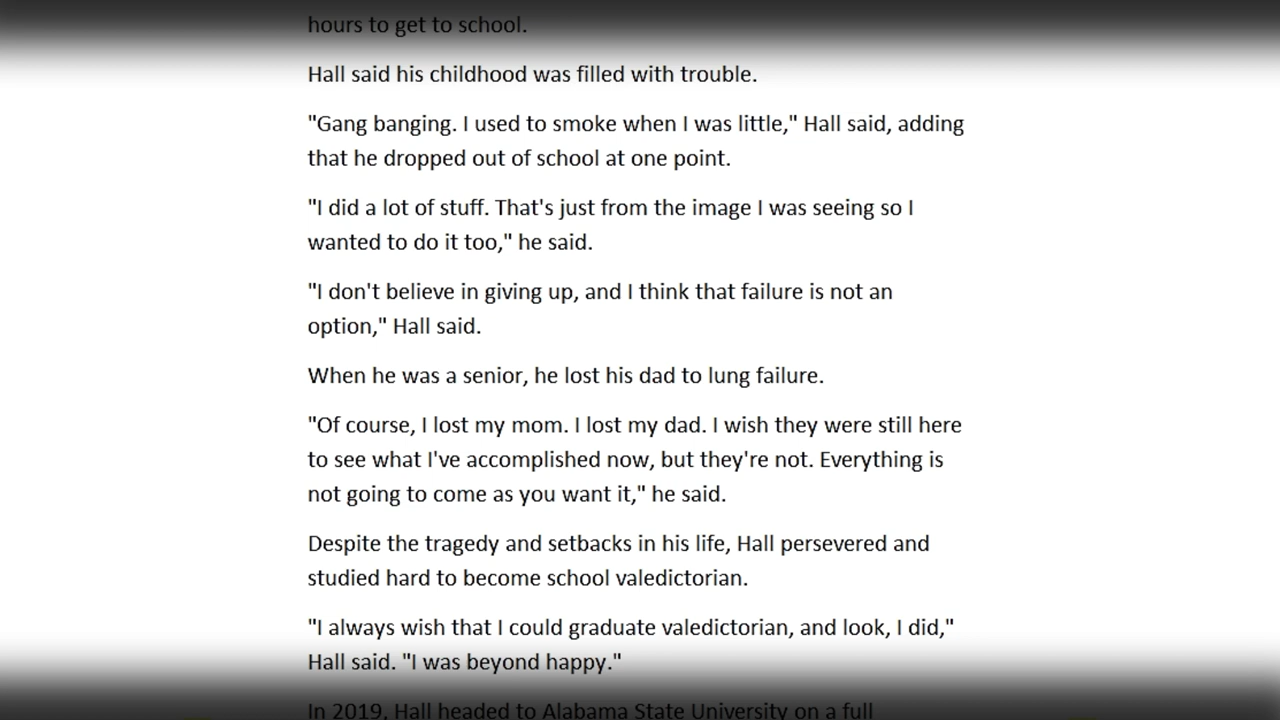 hours to get to school.
Hall said his childhood was filled with trouble.
"Gang banging. I used to smoke when I was little," Hall said, adding
that he dropped out of school at one point.
"I did a lot of stuff. That's just from the image I was seeing so I
wanted to do it too," he said.
"I don't believe in giving up, and I think that failure is not an
option," Hall said.
When he was a senior, he lost his dad to lung failure.
"Of course, I lost my mom. I lost my dad. I wish they were still here
to see what I've accomplished now, but they're not. Everything is
not going to come as you want it," he said.
Despite the tragedy and setbacks in his life, Hall persevered and
studied hard to become school valedictorian.
"I always wish that I could graduate valedictorian, and look, I did,"
Hall said. "I was beyond happy."
In 2019, Hall headed to Alabama State University on a full